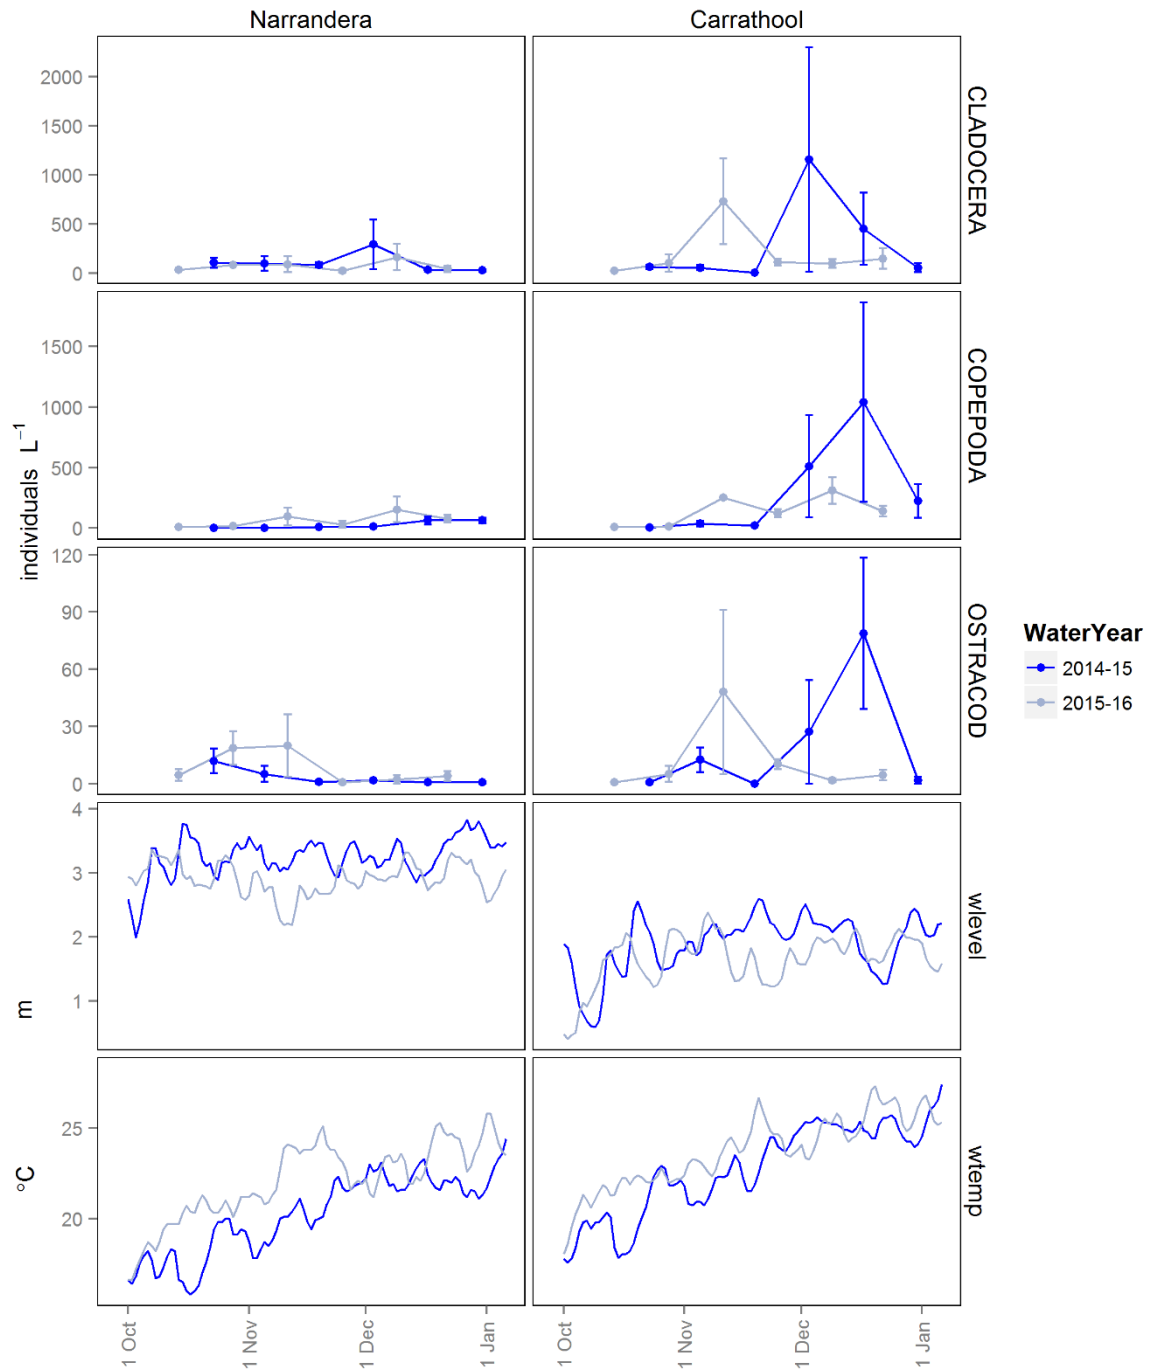 Narrandera
Carrathool
2000
1500
1000
500
0
CLADOCERA
1500
1000
500
0
COPEPODA
individuals L⁻¹
120
90
60
30
0
OSTRACOD
WaterYear
2014-15
2015-16
4
3
2
1
m
wlevel
25
20
°C
wtemp
1 Oct
1 Nov
1 Dec
1 Jan
1 Oct
1 Nov
1 Dec
1 Jan